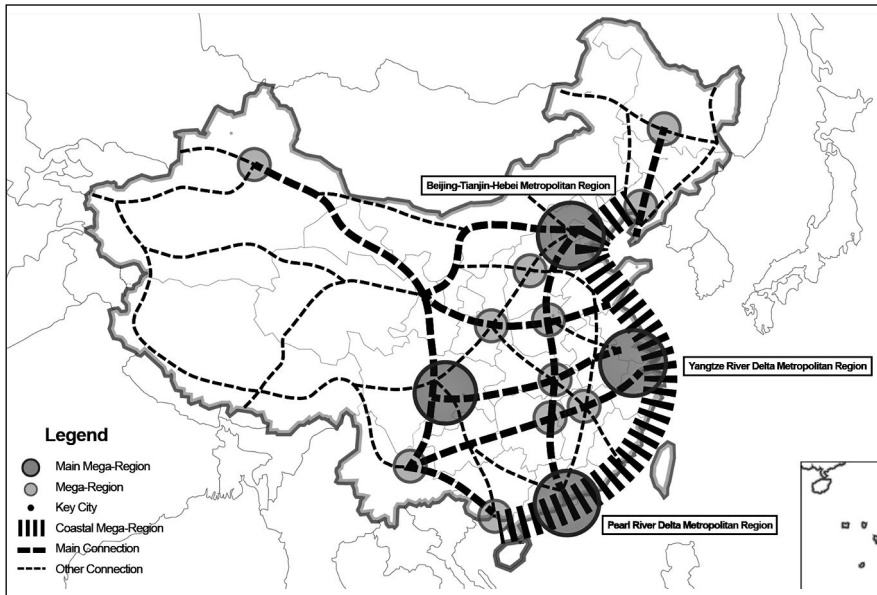 Beijing-Tianjin-Hebei Metropolitan Region
Yangtze River Delta Metropolitan Region
Pearl River Delta Metropolitan Region
Legend
Main Mega-Region
Mega-Region
Key City
Coastal Mega-Region
Main Connection
Other Connection